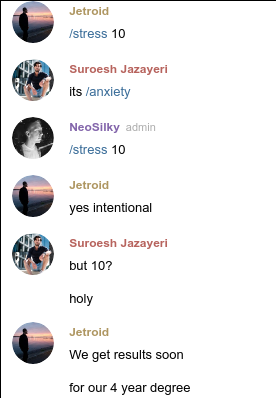 Jetroid
/stress 10
Suroesh Jazayeri
its /anxiety
NeoSilky admin
/stress 10
Jetroid
yes intentional
Suroesh Jazayeri
but 10?
holy
Jetroid
We get results soon
for our 4 year degree